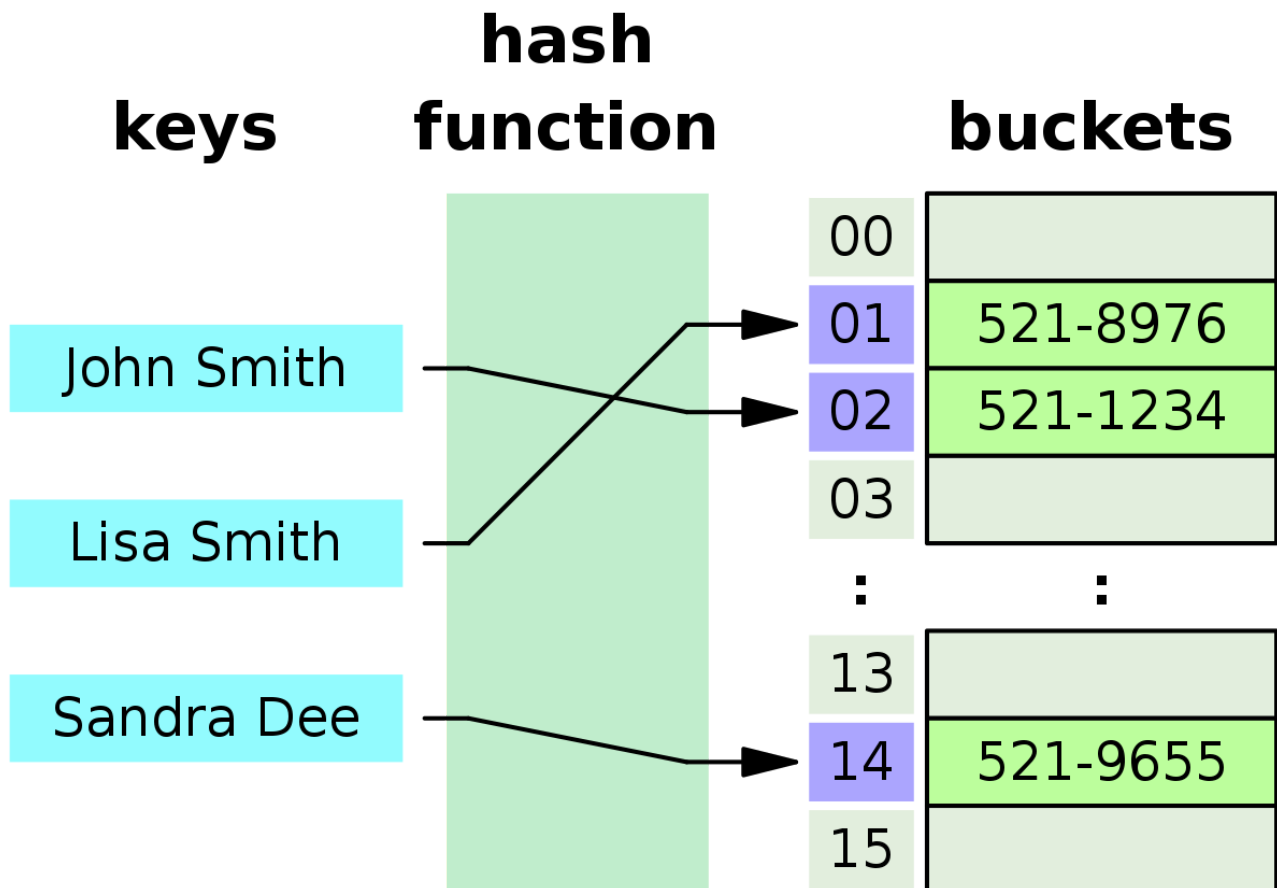 keys
hash
function
buckets
John Smith
Lisa Smith
Sandra Dee
00
01 521-8976
02 521-1234
03
: :
13
14 521-9655
15